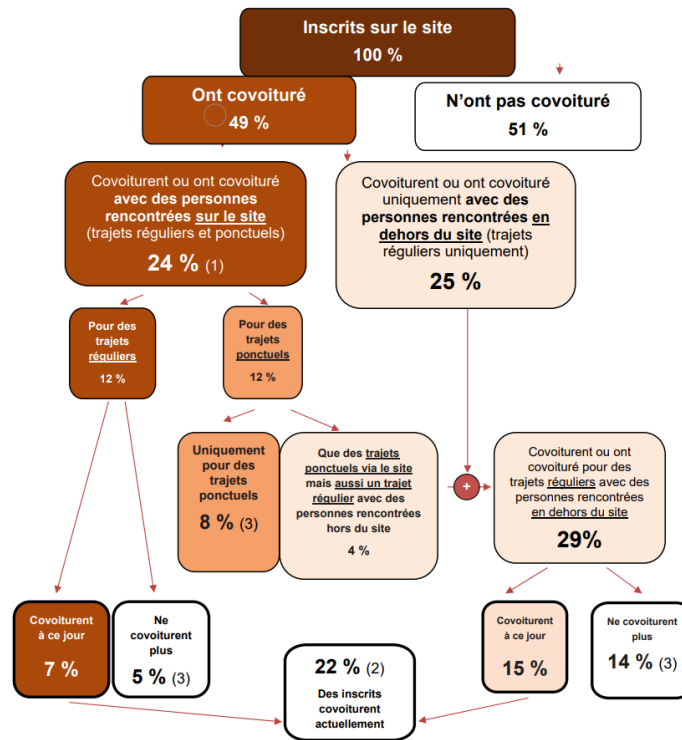 Inscrits sur le site
100 %
Ont covoituré
49 %
N'ont pas covoituré
51 %
Covoiturent ou ont covoituré
avec des personnes
rencontrées sur le site
(trajets réguliers et ponctuels)
24 % (1)
Covoiturent ou ont covoituré
uniquement avec des
personnes rencontrées en
dehors du site (trajets
réguliers uniquement)
25 %
Pour des
trajets
réguliers
12 %
Pour des
trajets
ponctuels
12 %
Uniquement
pour des
trajets
ponctuels
8 % (3)
Que des trajets
ponctuels via le site
mais aussi un trajet
régulier avec des
personnes rencontrées
hors du site
4 %
+
Covoiturent ou ont
covoituré pour des
trajets réguliers avec des
personnes rencontrées
en dehors du site
29%
Covoiturent
à ce jour
7 %
Ne
covoiturent
plus
5 % (3)
22 % (2)
Des inscrits
covoiturent
actuellement
Covoiturent
à ce jour
15 %
Ne covoiturent
plus
14 % (3)